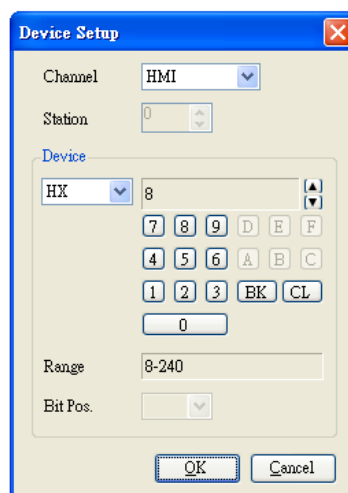 Device Setup
Channel HMI
Station 0
Device
HX 8
7 8 9 D E F
4 5 6 A B C
1 2 3 BK CL
0
Range 8-240
Bit Pos.
OK Cancel